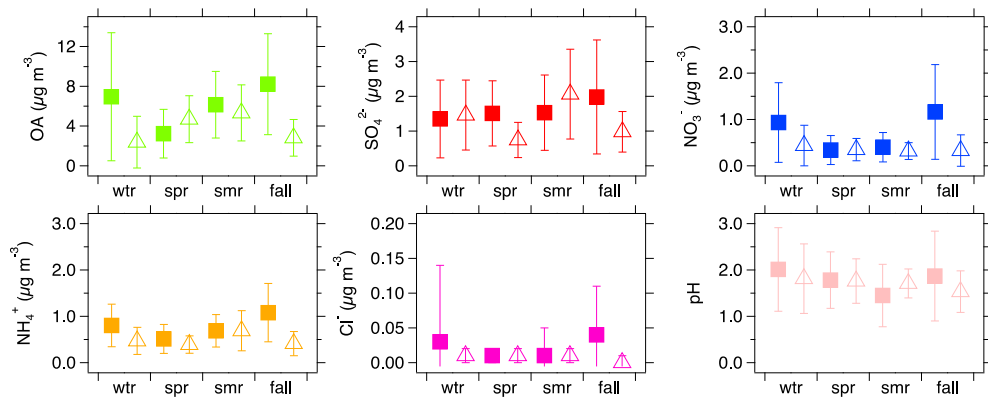 OA (µg m⁻³)
12
8
4
0
wtr spr smr fall
SO₄²⁻ (µg m⁻³)
4
3
2
1
0
wtr spr smr fall
NO₃⁻ (µg m⁻³)
3.0
2.0
1.0
0.0
wtr spr smr fall
NH₄⁺ (µg m⁻³)
3.0
2.0
1.0
0.0
wtr spr smr fall
Cl⁻ (µg m⁻³)
0.20
0.15
0.10
0.05
0.00
wtr spr smr fall
pH
3.0
2.0
1.0
0.0
wtr spr smr fall